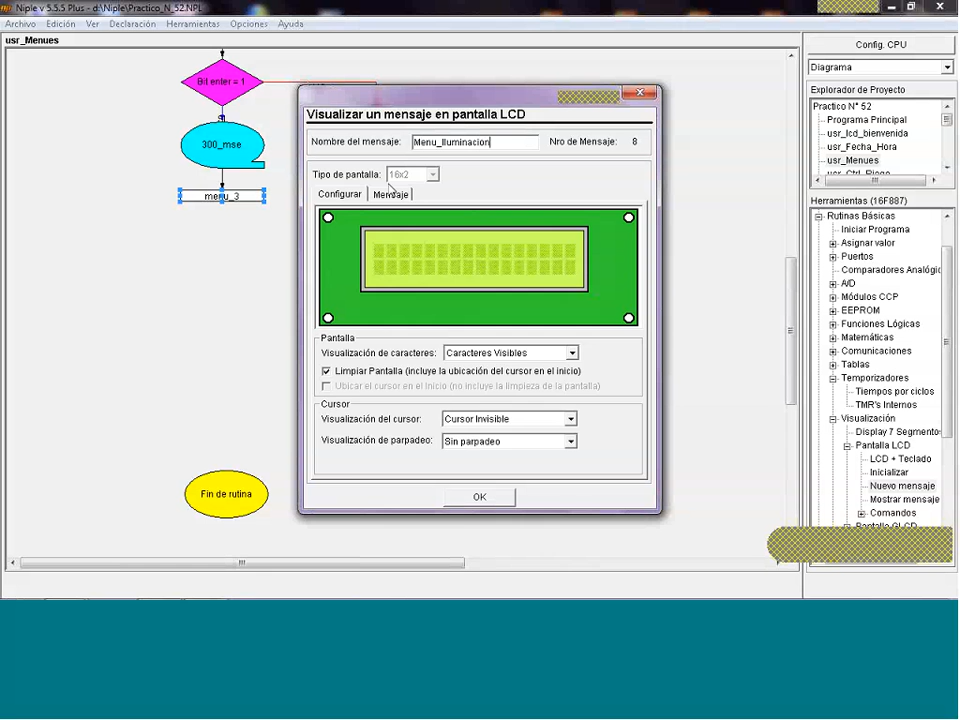 Niple v 5.5.5 Plus - d:\Niple\Practico_N_52.NPL
Archivo Edición Ver Declaración Herramientas Opciones Ayuda
usr_Menues
Bit enter = 1
300_mse
menu_3
Fin de rutina
Visualizar un mensaje en pantalla LCD
Nombre del mensaje: Menu_Iluminacion Nro de Mensaje: 8
Tipo de pantalla: 16x2
Configurar Mensaje
Pantalla
Visualización de caracteres: Caracteres Visibles
Limpiar Pantalla (incluye la ubicación del cursor en el inicio)
Ubicar el cursor en el Inicio (no incluye la limpieza de la pantalla)
Cursor
Visualización del cursor: Cursor Invisible
Visualización de parpadeo: Sin parpadeo
OK
Config. CPU
Diagrama
Explorador de Proyecto
Practico N° 52
Programa Principal
usr_lcd_bienvenida
usr_Fecha_Hora
usr_Menues
usr_Ctrl_Riego
Herramientas (16F887)
Rutinas Básicas
Iniciar Programa
Asignar valor
Puertos
Comparadores Analógic
A/D
Módulos CCP
EEPROM
Funciones Lógicas
Matemáticas
Comunicaciones
Tablas
Temporizadores
Tiempos por ciclos
TMR's Internos
Visualización
Display 7 Segmento
Pantalla LCD
LCD + Teclado
Inicializar
Nuevo mensaje
Mostrar mensaje
Comandos
Pantalla GLCD